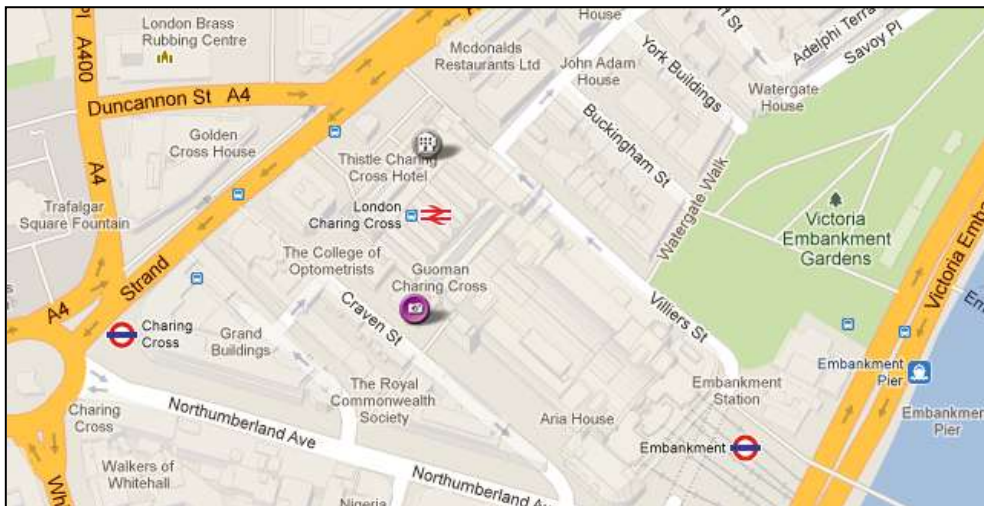 A400
London Brass
Rubbing Centre
House
Mcdonalds
Restaurants Ltd
John Adam
House
York Buildings
Adelphi
Savoy Pl
Watergate
House
Duncannon St A4
Golden
Cross House
Thistle Charing
Cross Hotel
Buckingham St
Watergate Walk
A4
Trafalgar
Square Fountain
London
Charing Cross
Victoria
Embankment
Gardens
The College of
Optometrists
Guoman
Charing Cross
Strand
A4
Craven St
Villiers St
Victoria
Charing
Cross
Grand
Buildings
The Royal
Commonwealth
Society
Aria House
Embankment
Station
Embankment
Pier
Embankment
Charing
Cross
Northumberland Ave
Walkers of
Whitehall
Northumberland
Nigeria
Pier